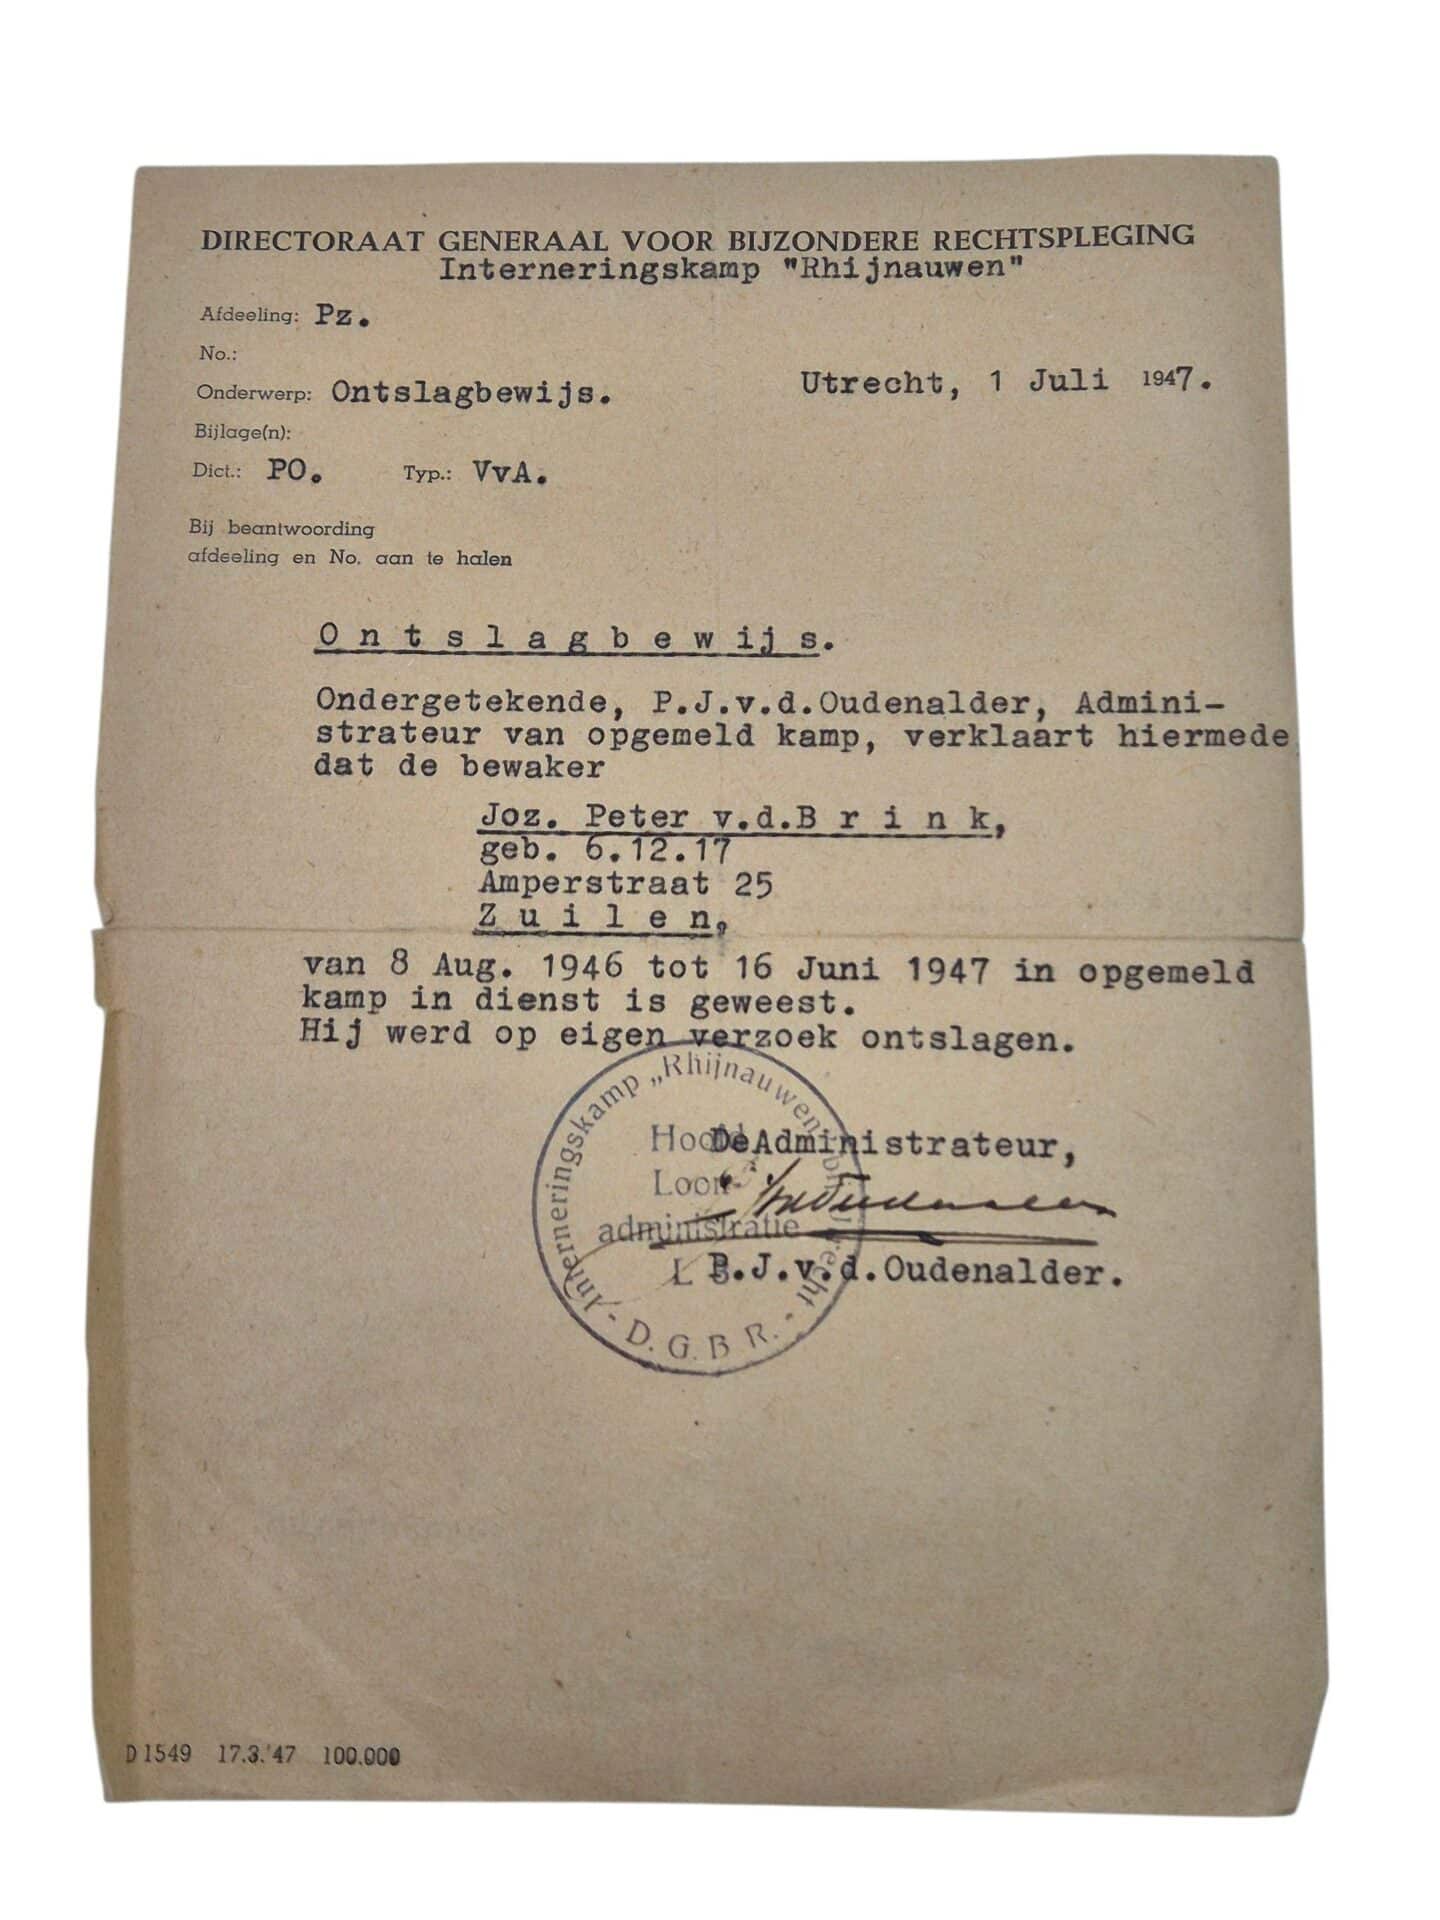 DIRECTORAAT GENERAAL VOOR BIJZONDERE RECHTSPLEGING
Interneringskamp "Rhijnauwen"
Afdeeling: Pz.
No.:
Onderwerp: Ontslagbewijs.
Utrecht, 1 Juli 1947.
Bijlage(n):
Dict.: PO. Typ.: VvA.
Bij beantwoording
afdeeling en No. aan te halen
Ontslagbewijs.
Ondergetekende, P.J.v.d.Oudenalder, Admini-
strateur van opgemeld kamp, verklaart hiermede
dat de bewaker
Joz. Peter v.d.Brink,
geb. 6.12.17
Amperstraat 25
Zuilen,
van 8 Aug. 1946 tot 16 Juni 1947 in opgemeld
kamp in dienst is geweest.
Hij werd op eigen verzoek ontslagen.
Interneringskamp „Rhijnauwen
Hoofd
De Administrateur,
Loon-
administratie
P.J.v.d.Oudenalder.
- D.G.B.R. -
D 1549 17.3.'47 100.000